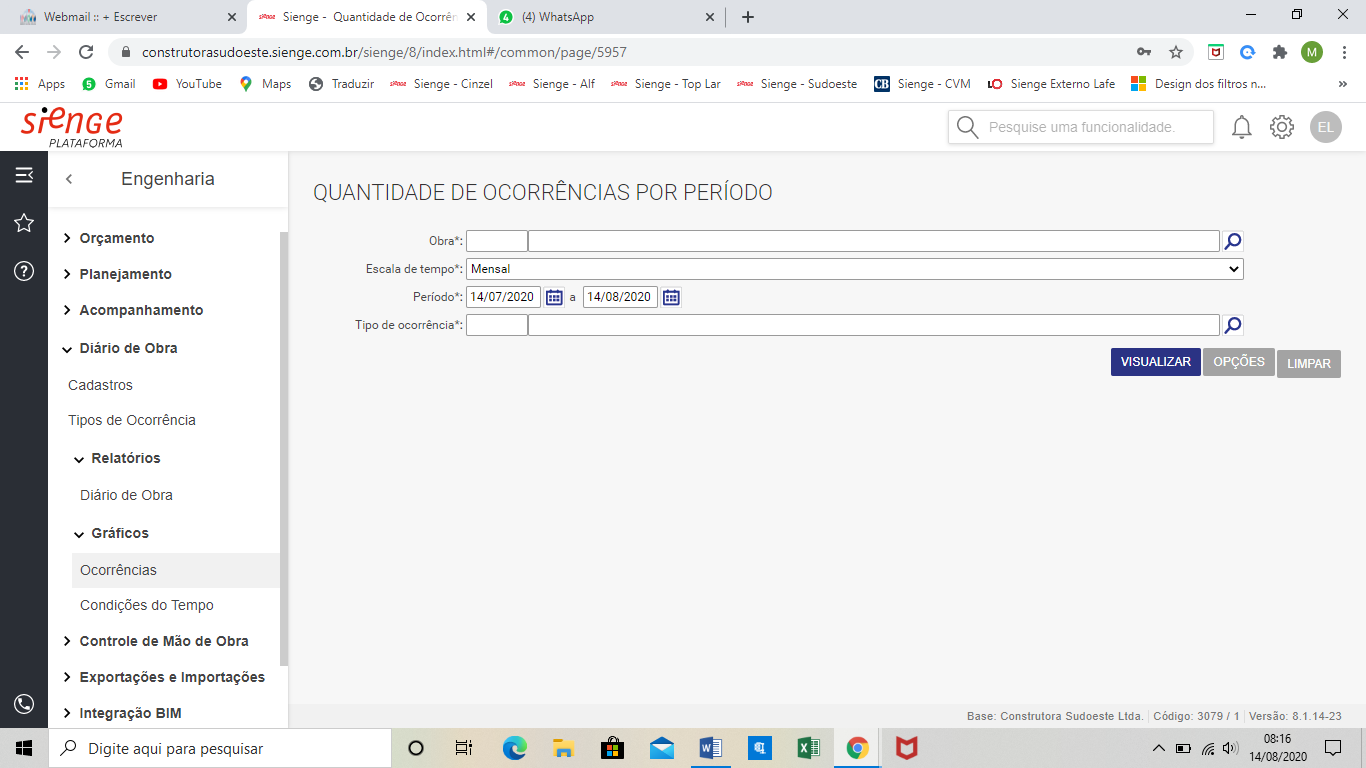 Webmail :: + Escrever
Sienge - Quantidade de Ocorrên
(4) WhatsApp
construtorasudoeste.sienge.com.br/sienge/8/index.html#/common/page/5957
M
Apps
Gmail
YouTube
Maps
Traduzir
Sienge - Cinzel
Sienge - Alf
Sienge - Top Lar
Sienge - Sudoeste
Sienge - CVM
Sienge Externo Lafe
Design dos filtros n...
»
sienge
PLATAFORMA
Pesquise uma funcionalidade.
EL
Engenharia
Orçamento
Planejamento
Acompanhamento
Diário de Obra
Cadastros
Tipos de Ocorrência
Relatórios
Diário de Obra
Gráficos
Ocorrências
Condições do Tempo
Controle de Mão de Obra
Exportações e Importações
Integração BIM
QUANTIDADE DE OCORRÊNCIAS POR PERÍODO
Obra*:
Escala de tempo*: Mensal
Período*: 14/07/2020 a 14/08/2020
Tipo de ocorrência*:
VISUALIZAR OPÇÕES LIMPAR
Base: Construtora Sudoeste Ltda. | Código: 3079 / 1 | Versão: 8.1.14-23
Digite aqui para pesquisar
08:16
14/08/2020